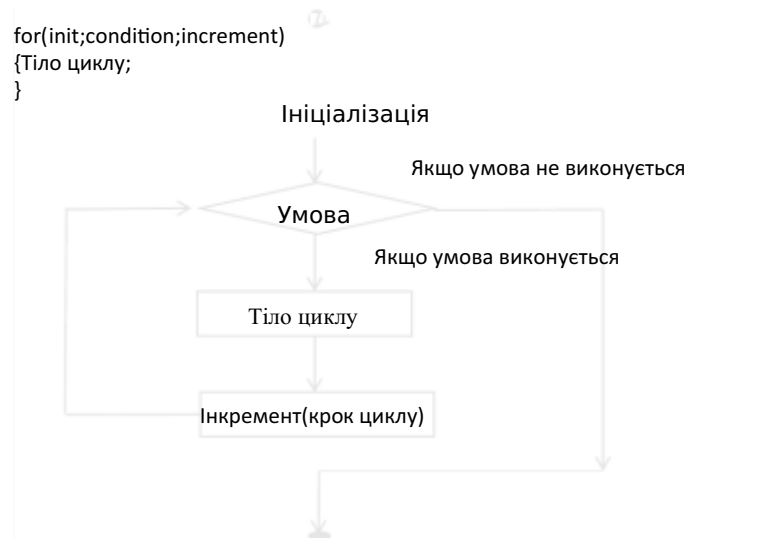 for(init;condition;increment)
{Тіло циклу;
}
Ініціалізація
Якщо умова не виконується
Умова
Якщо умова виконується
Тіло циклу
Інкремент(крок циклу)